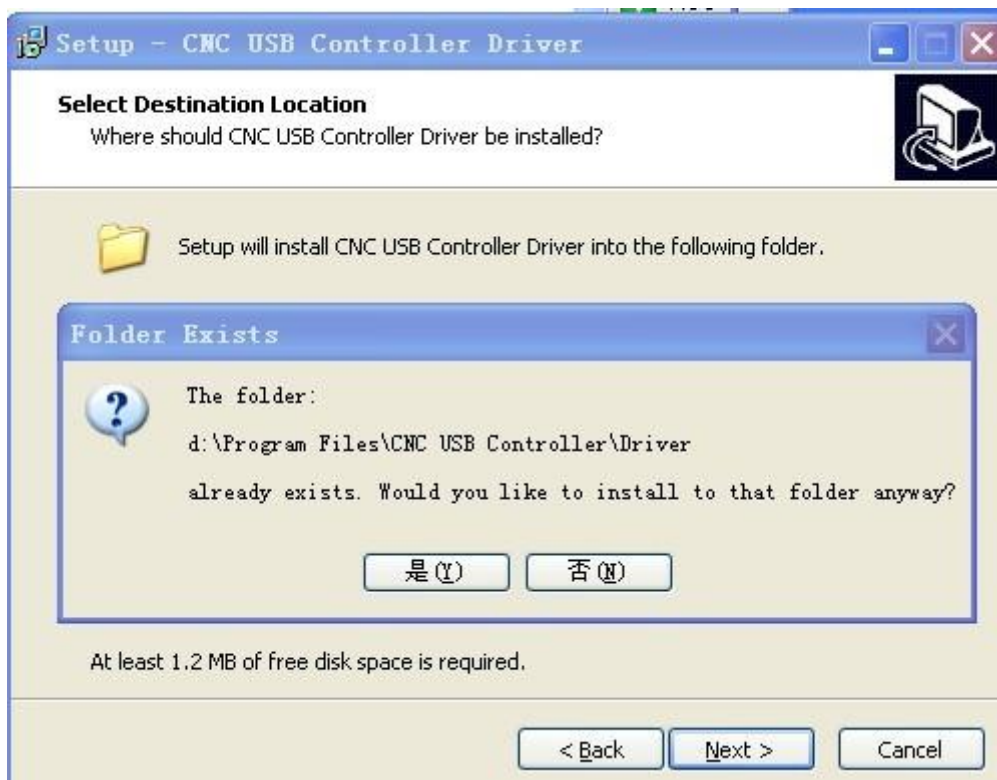 Setup - CNC USB Controller Driver
Select Destination Location
Where should CNC USB Controller Driver be installed?
Setup will install CNC USB Controller Driver into the following folder.
Folder Exists
The folder:
d:\Program Files\CNC USB Controller\Driver
already exists. Would you like to install to that folder anyway?
是(Y) 否(N)
At least 1.2 MB of free disk space is required.
< Back Next > Cancel